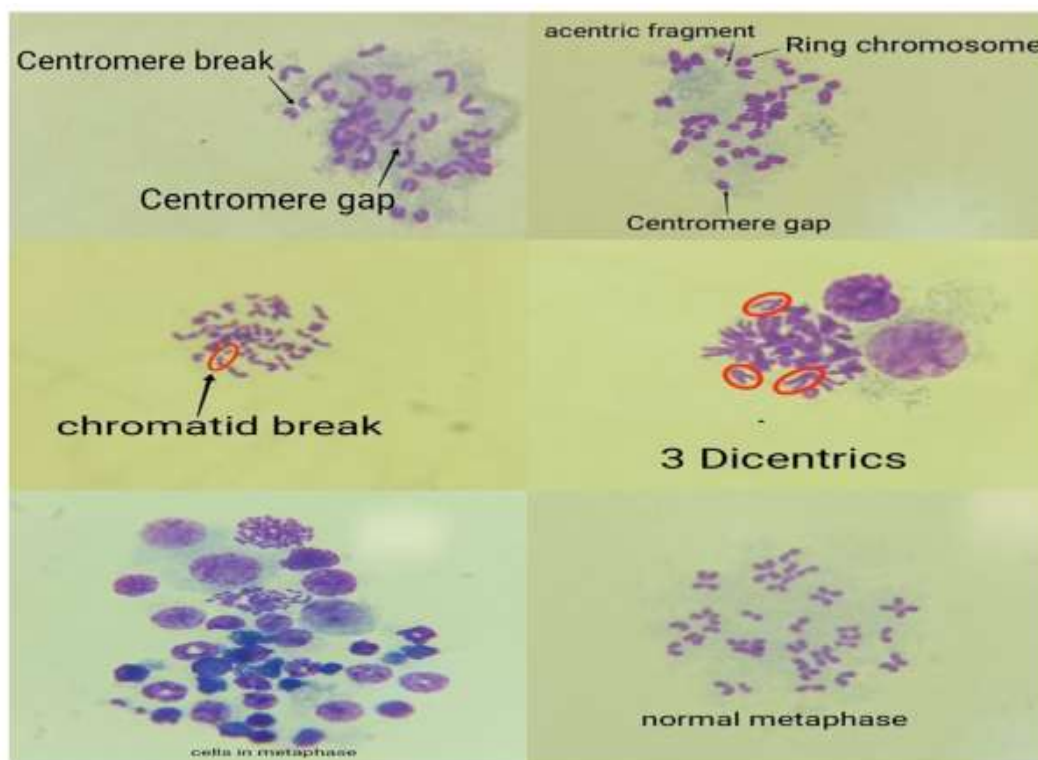 Centromere break
Centromere gap
acentric fragment
Ring chromosome
Centromere gap
chromatid break
3 Dicentrics
cells in metaphase
normal metaphase